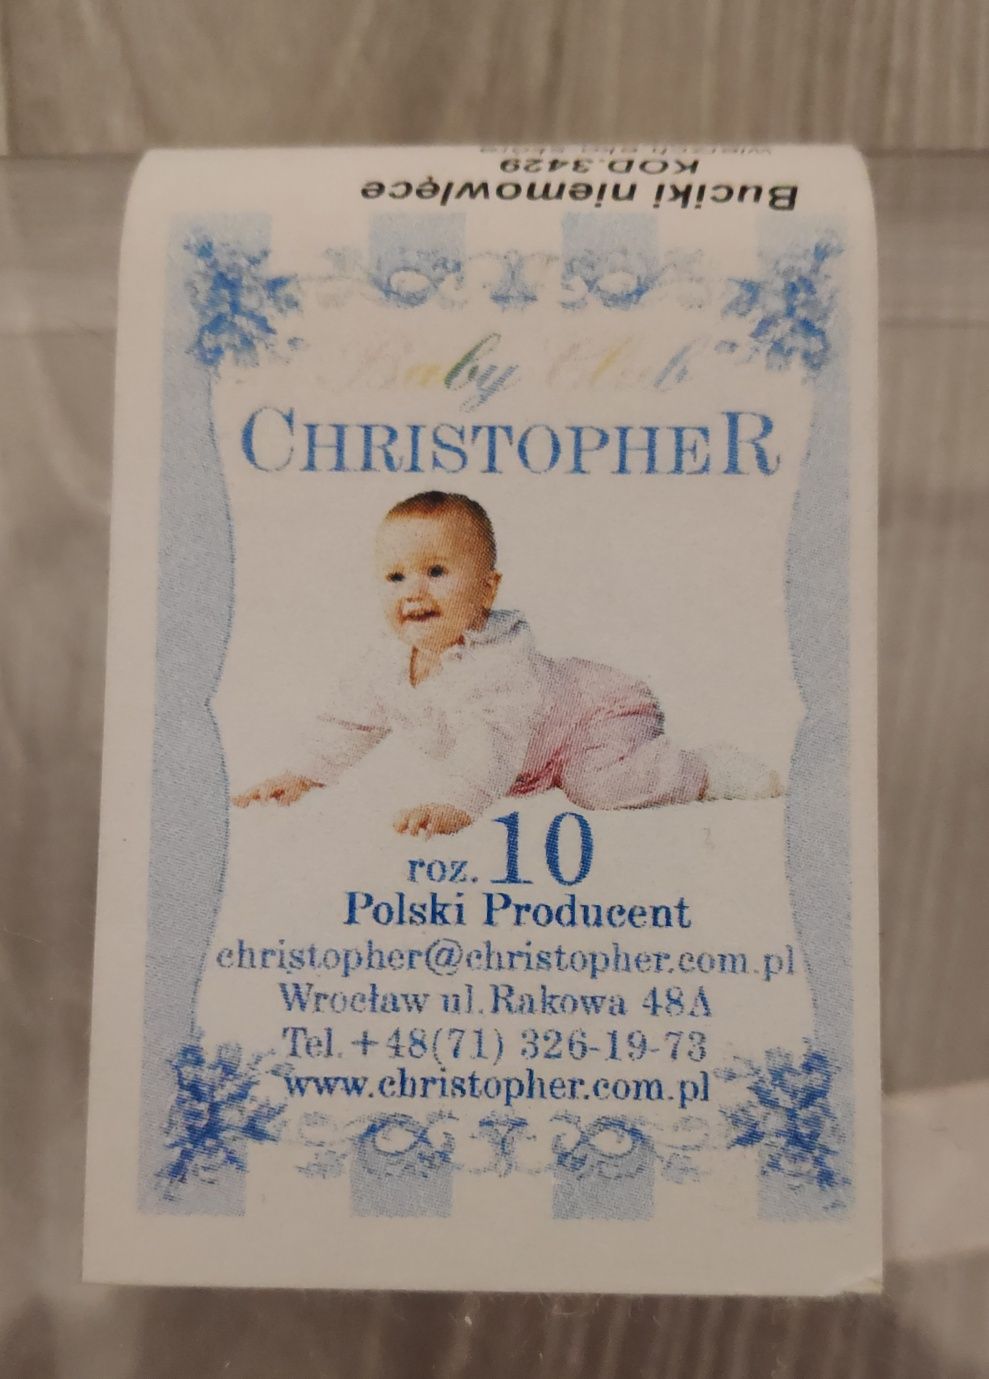 Buciki niemowlęce
KOD.3429
Baby Club
CHRISTOPHER
roz. 10
Polski Producent
christopher@christopher.com.pl
Wrocław ul.Rakowa 48A
Tel.+48(71) 326-19-73
www.christopher.com.pl